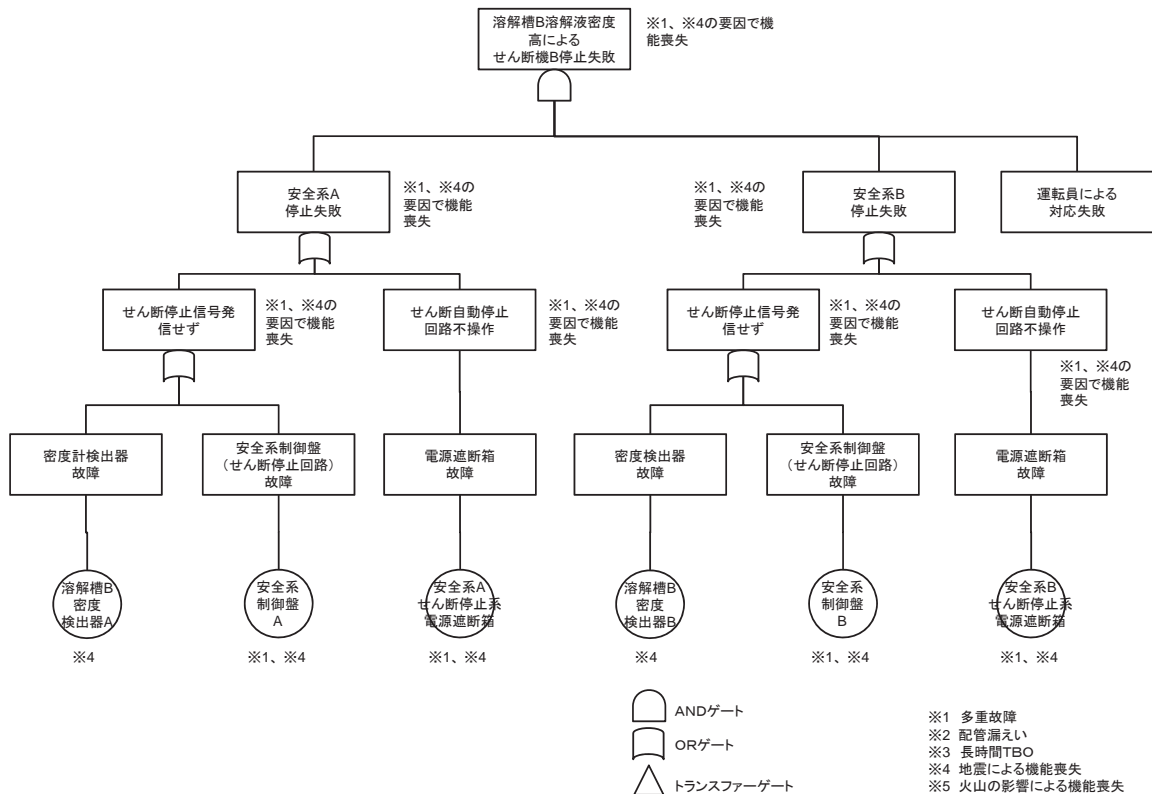 溶解槽B溶解液密度
高による
せん断機B停止失敗
※1、※4の要因で機
能喪失
安全系A
停止失敗
※1、※4の
要因で機能
喪失
※1、※4の
要因で機能
喪失
安全系B
停止失敗
運転員による
対応失敗
せん断停止信号発
信せず
※1、※4の
要因で機能
喪失
せん断自動停止
回路不操作
※1、※4の
要因で機能
喪失
せん断停止信号発
信せず
※1、※4の
要因で機能
喪失
せん断自動停止
回路不操作
※1、※4の
要因で機能
喪失
密度計検出器
故障
安全系制御盤
(せん断停止回路)
故障
電源遮断箱
故障
密度検出器
故障
安全系制御盤
(せん断停止回路)
故障
電源遮断箱
故障
溶解槽B
密度
検出器A
安全系
制御盤
A
安全系A
せん断停止系
電源遮断箱
溶解槽B
密度
検出器B
安全系
制御盤
B
安全系B
せん断停止系
電源遮断箱
※4
※1、※4
※1、※4
※4
※1、※4
※1、※4
ANDゲート
ORゲート
トランスファーゲート
※1 多重故障
※2 配管漏えい
※3 長時間TBO
※4 地震による機能喪失
※5 火山の影響による機能喪失